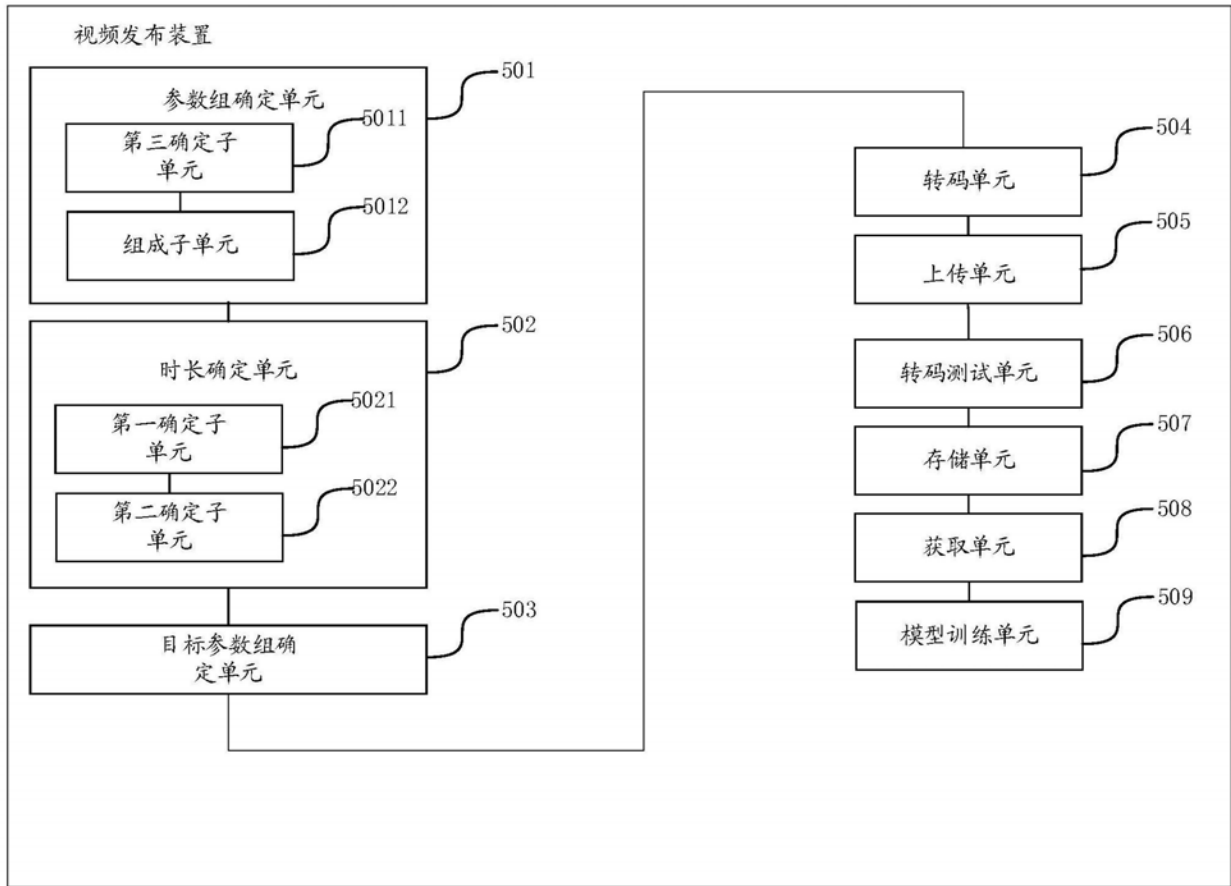 视频发布装置
501
参数组确定单元
5011
第三确定子
单元
5012
组成子单元
502
时长确定单元
5021
第一确定子
单元
5022
第二确定子
单元
503
目标参数组确
定单元
504
转码单元
505
上传单元
506
转码测试单元
507
存储单元
508
获取单元
509
模型训练单元